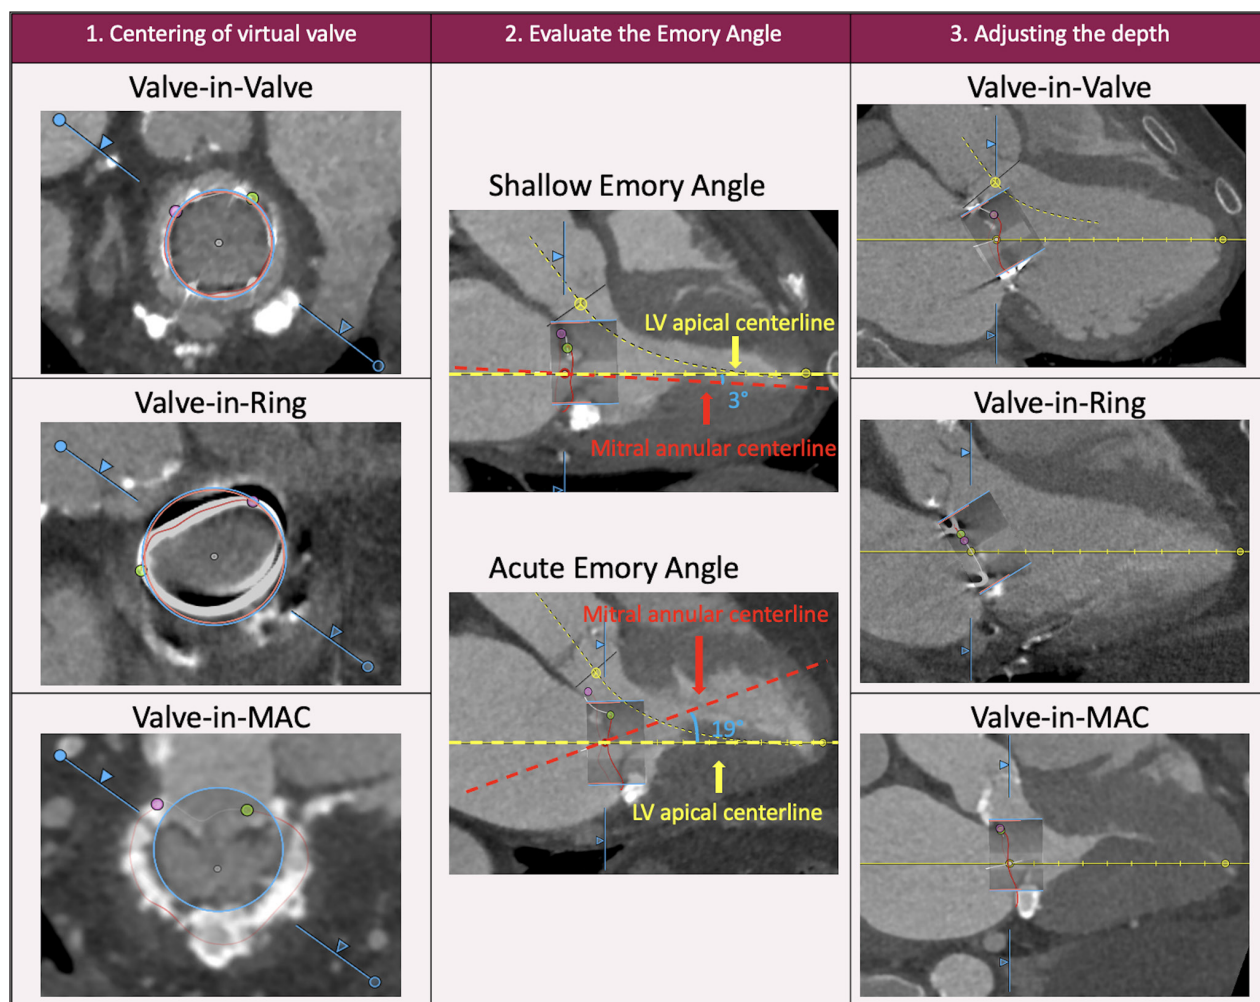 1. Centering of virtual valve
2. Evaluate the Emory Angle
3. Adjusting the depth
Valve-in-Valve
Valve-in-Ring
Valve-in-MAC
Shallow Emory Angle
LV apical centerline
3°
Mitral annular centerline
Acute Emory Angle
Mitral annular centerline
19°
LV apical centerline
Valve-in-Valve
Valve-in-Ring
Valve-in-MAC